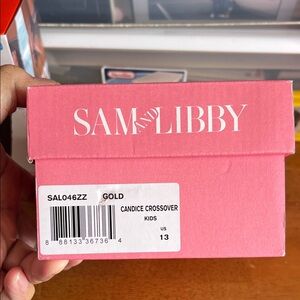 SAM AND LIBBY
SAL046ZZ GOLD
CANDICE CROSSOVER
KIDS
US
13
8 88133 36736 4